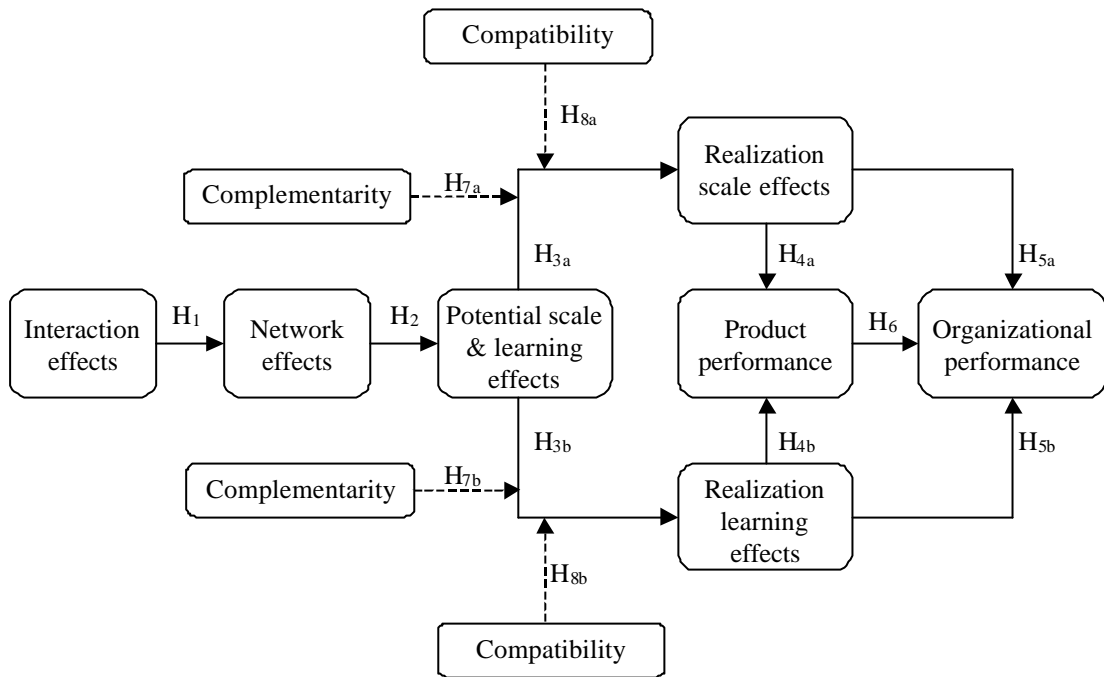 Compatibility
H8a
Realization
scale effects
Complementarity
H7a
H3a
H4a
H5a
Interaction
effects
H1
Network
effects
H2
Potential scale
& learning
effects
Product
performance
H6
Organizational
performance
H3b
H4b
H5b
Complementarity
H7b
Realization
learning
effects
H8b
Compatibility